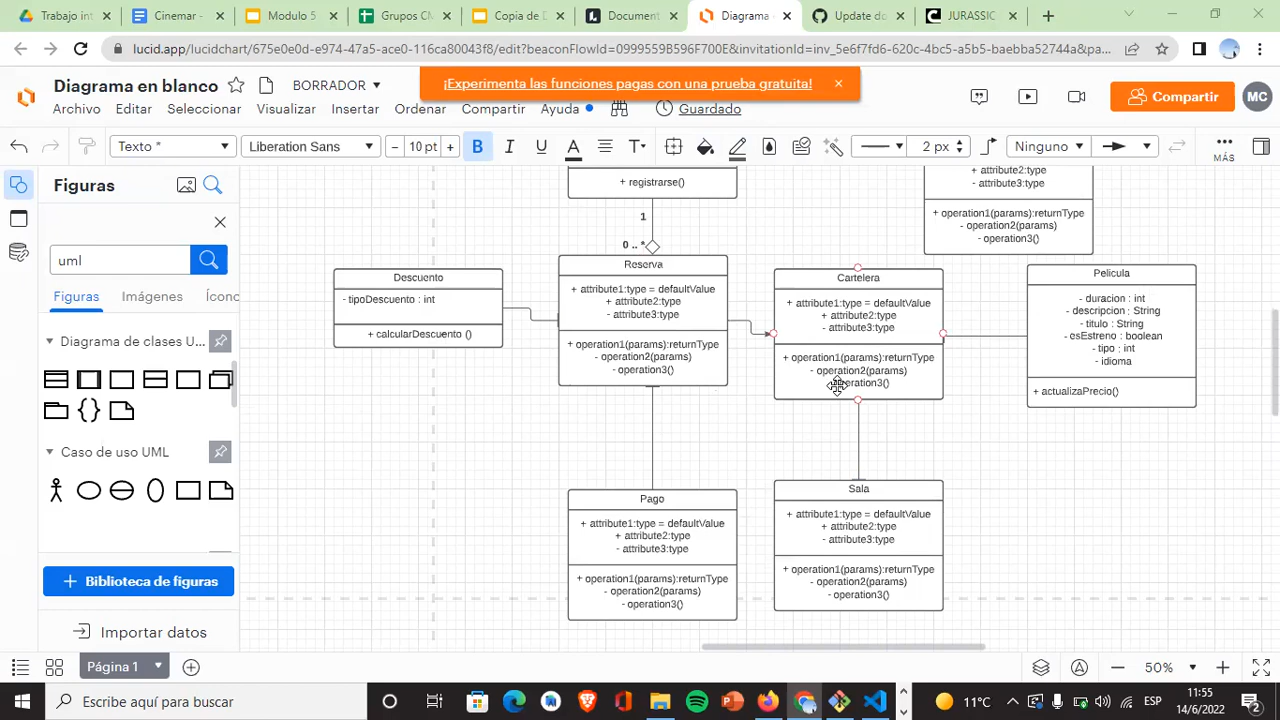 Trabajo inte
Cinemar -
Modulo 5
Grupos CN
Copia de D
Document
Diagrama
Update do
JURASSIC
lucid.app/lucidchart/675e0e0d-e974-47a5-ace0-116ca80043f8/edit?beaconFlowId=0999559B596F700E&invitationId=inv_5e6f7fd6-620c-4bc5-a5b5-baebba52744a&pa...
Diagrama en blanco
BORRADOR
¡Experimenta las funciones pagas con una prueba gratuita!
Compartir
MC
Archivo Editar Selección Visualizar Insertar Ordenar Compartir Ayuda Guardado
Texto *
Liberation Sans
- 10 pt +
B I U A T
2 px
Ninguno
MÁS
Figuras
uml
Figuras Imágenes Ícono
Diagrama de clases U...
Caso de uso UML
+ Biblioteca de figuras
Importar datos
+ registrarse()
1
0 .. *
Descuento
- tipoDescuento : int
+ calcularDescuento ()
Reserva
+ attribute1:type = defaultValue
+ attribute2:type
- attribute3:type
+ operation1(params):returnType
- operation2(params)
- operation3()
Cartelera
+ attribute1:type = defaultValue
+ attribute2:type
- attribute3:type
+ operation1(params):returnType
- operation2(params)
eration3()
+ attribute2:type
- attribute3:type
+ operation1(params):returnType
- operation2(params)
- operation3()
Pelicula
- duracion : int
- descripcion : String
- titulo : String
- esEstreno : boolean
- tipo : int
- idioma
+ actualizaPrecio()
Pago
+ attribute1:type = defaultValue
+ attribute2:type
- attribute3:type
+ operation1(params):returnType
- operation2(params)
- operation3()
Sala
+ attribute1:type = defaultValue
+ attribute2:type
- attribute3:type
+ operation1(params):returnType
- operation2(params)
- operation3()
Página 1
50%
Escribe aquí para buscar
11°C
ESP
11:55
14/6/2022
2